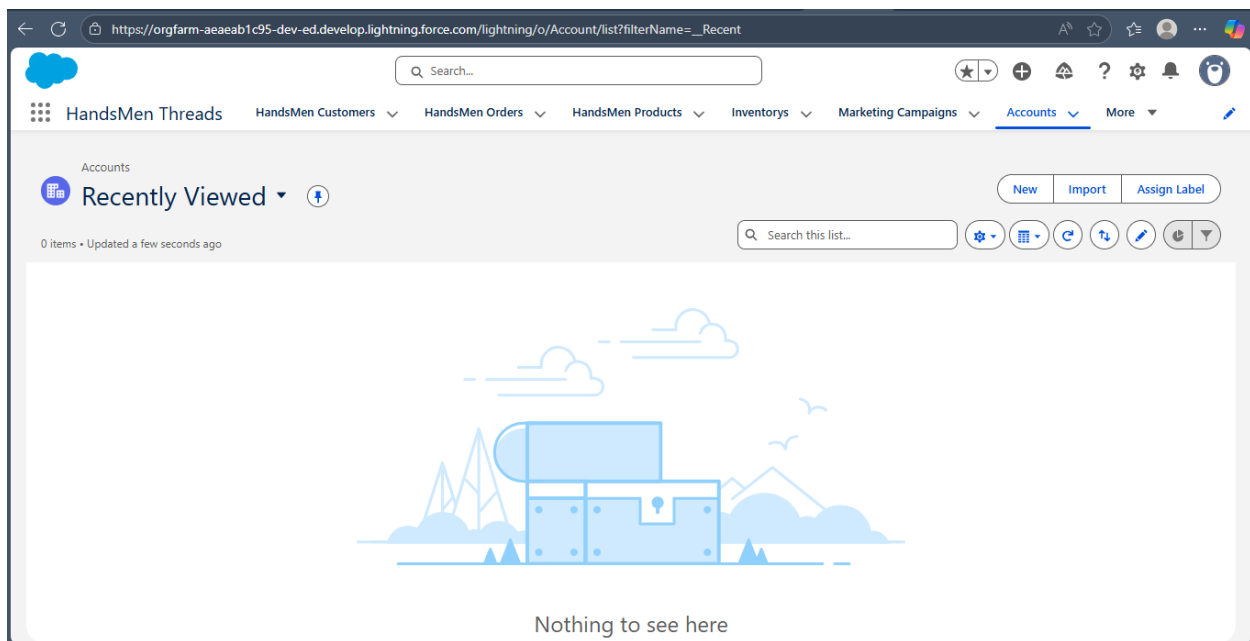 https://orgfarm-aeaeab1c95-dev-ed.develop.lightning.force.com/lightning/o/Account/list?filterName=__Recent
Search...
HandsMen Threads HandsMen Customers HandsMen Orders HandsMen Products Inventorys Marketing Campaigns Accounts More
Accounts
Recently Viewed
New Import Assign Label
0 items • Updated a few seconds ago
Search this list...
Nothing to see here